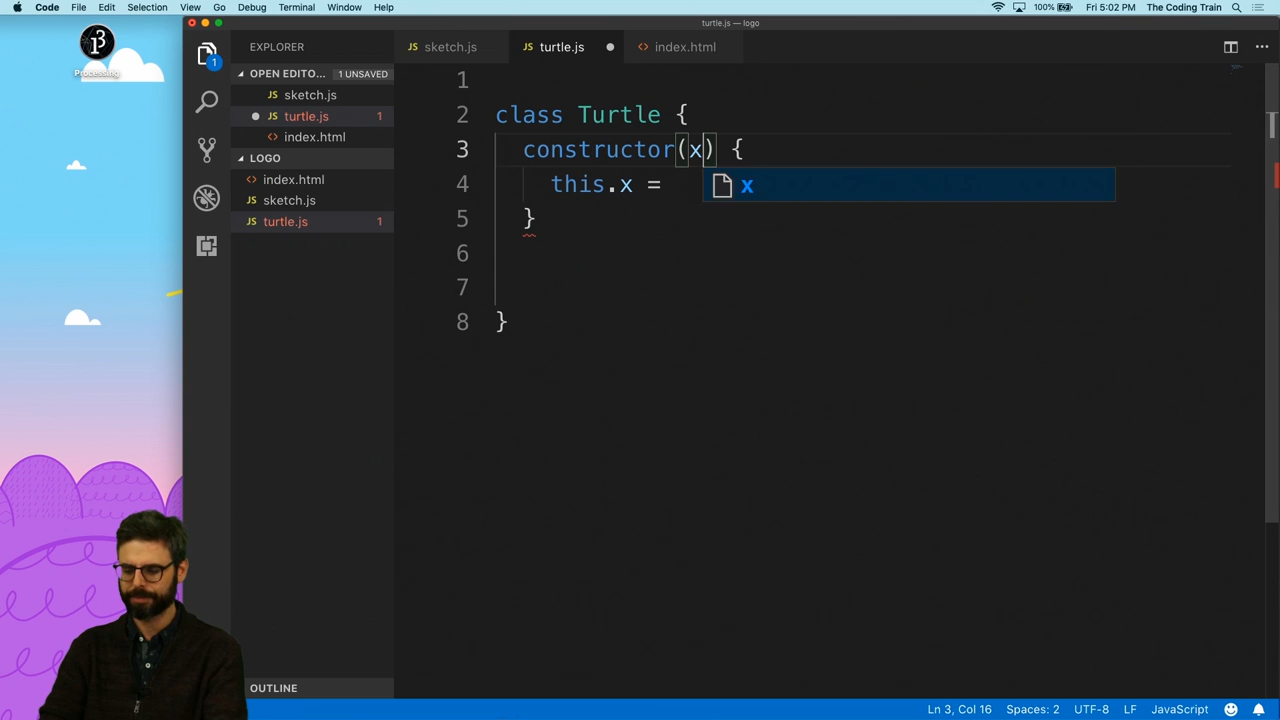 Code File Edit Selection View Go Debug Terminal Window Help 100% Fri 5:02 PM The Coding Train
turtle.js — logo
Processing
EXPLORER
sketch.js turtle.js index.html
OPEN EDITO... 1 UNSAVED
JS sketch.js
JS turtle.js 1
<> index.html
LOGO
<> index.html
JS sketch.js
JS turtle.js 1
OUTLINE
1
2 class Turtle {
3 constructor(x) {
4 this.x = x
5 }
6
7
8 }
Ln 3, Col 16 Spaces: 2 UTF-8 LF JavaScript